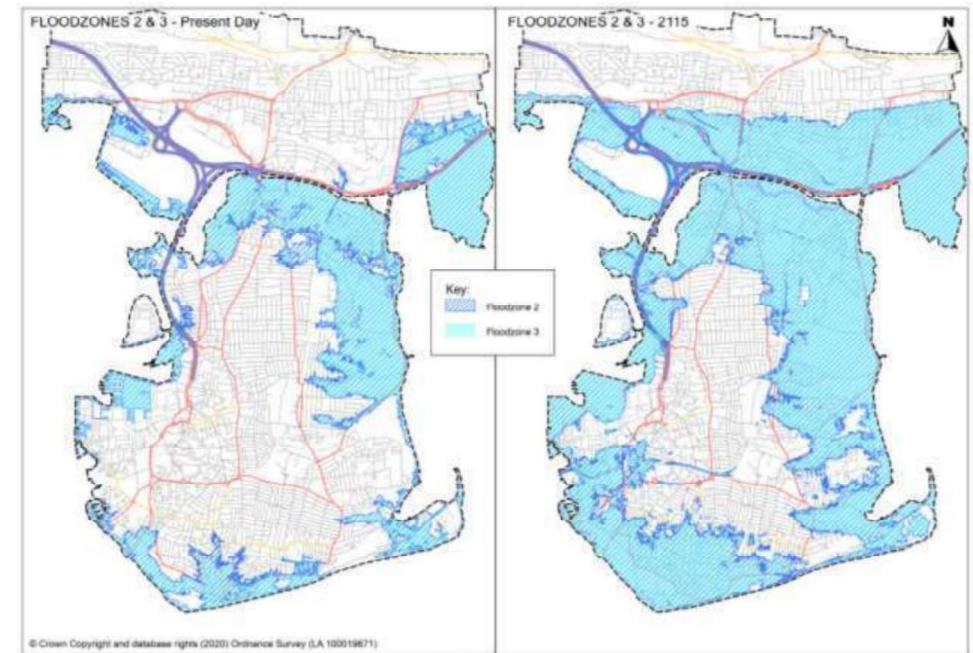 FLOODZONES 2 & 3 - Present Day
FLOODZONES 2 & 3 - 2115
N
Key:
Floodzone 2
Floodzone 3
© Crown Copyright and database rights (2020) Ordnance Survey (LA 100019671)